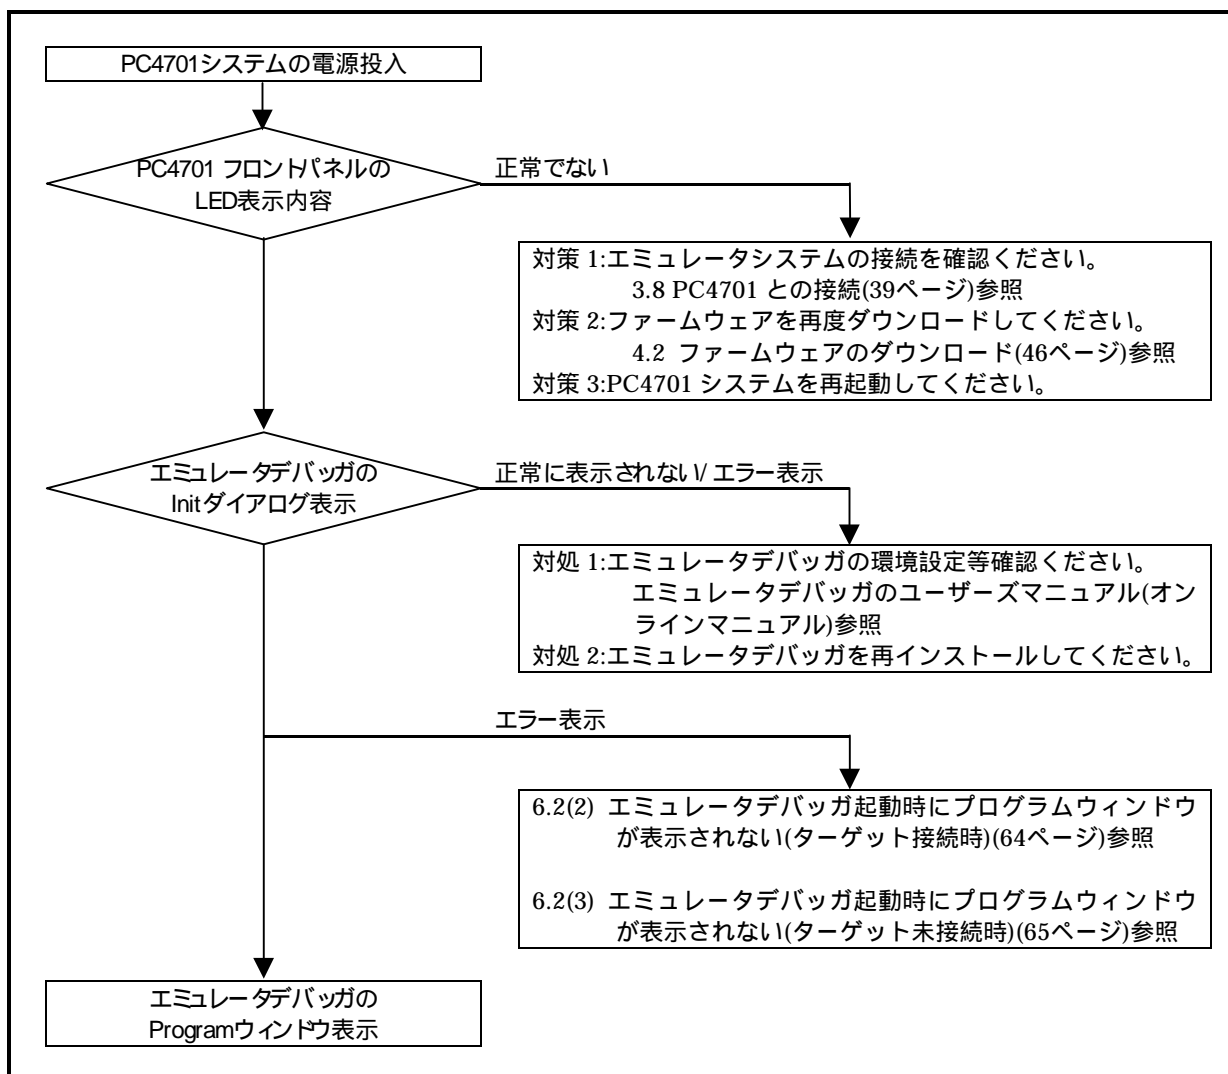 PC4701システムの電源投入
PC4701 フロントパネルの
LED表示内容
正常でない
対策 1:エミュレータシステムの接続を確認ください。
3.8 PC4701 との接続(39ページ)参照
対策 2:ファームウェアを再度ダウンロードしてください。
4.2 ファームウェアのダウンロード(46ページ)参照
対策 3:PC4701 システムを再起動してください。
エミュレータデバッガの
Initダイアログ表示
正常に表示されない/エラー表示
対処 1:エミュレータデバッガの環境設定等確認ください。
エミュレータデバッガのユーザーズマニュアル(オン
ラインマニュアル)参照
対処 2:エミュレータデバッガを再インストールしてください。
エラー表示
6.2(2) エミュレータデバッガ起動時にプログラムウィンドウ
が表示されない(ターゲット接続時)(64ページ)参照
6.2(3) エミュレータデバッガ起動時にプログラムウィンドウ
が表示されない(ターゲット未接続時)(65ページ)参照
エミュレータデバッガの
Programウィンドウ表示